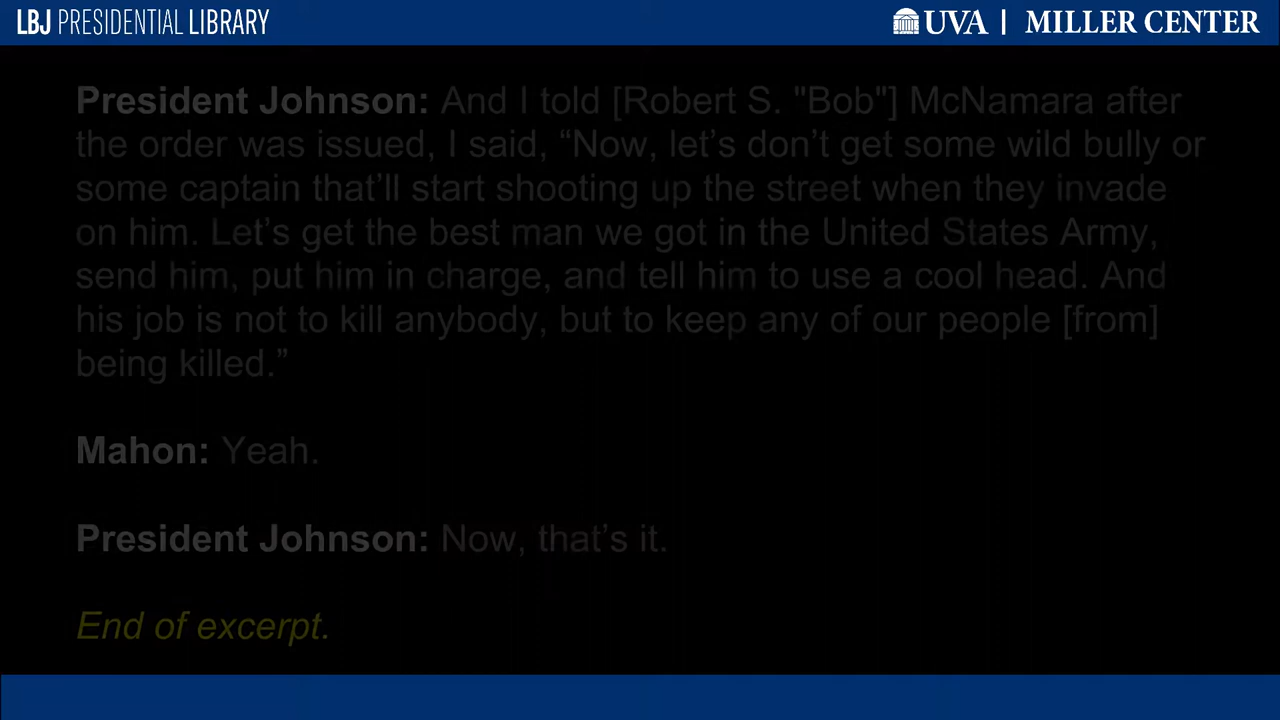 LBJ PRESIDENTIAL LIBRARY
UVA | MILLER CENTER
President Johnson: And I told [Robert S. "Bob"] McNamara after
the order was issued, I said, “Now, let’s don’t get some wild bully or
some captain that’ll start shooting up the street when they invade
on him. Let’s get the best man we got in the United States Army,
send him, put him in charge, and tell him to use a cool head. And
his job is not to kill anybody, but to keep any of our people [from]
being killed.”
Mahon: Yeah.
President Johnson: Now, that’s it.
End of excerpt.